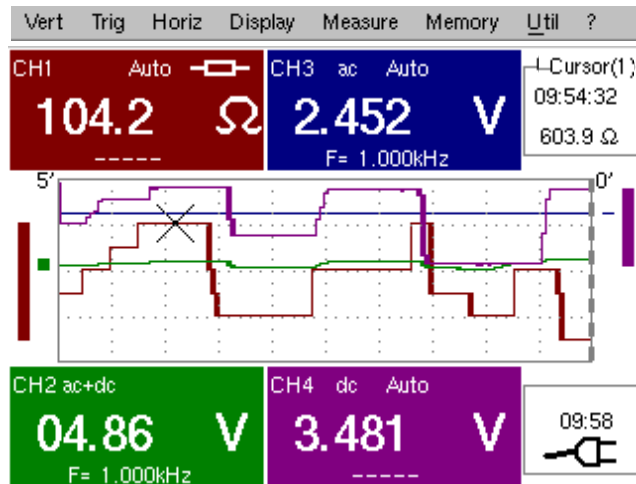 Vert Trig Horiz Display Measure Memory Util ?
CH1 Auto
104.2 Ω
-----
CH3 ac Auto
2.452 V
F= 1.000kHz
Cursor(1)
09:54:32
603.9 Ω
5' 0'
CH2 ac+dc
04.86 V
F= 1.000kHz
CH4 dc Auto
3.481 V
-----
09:58